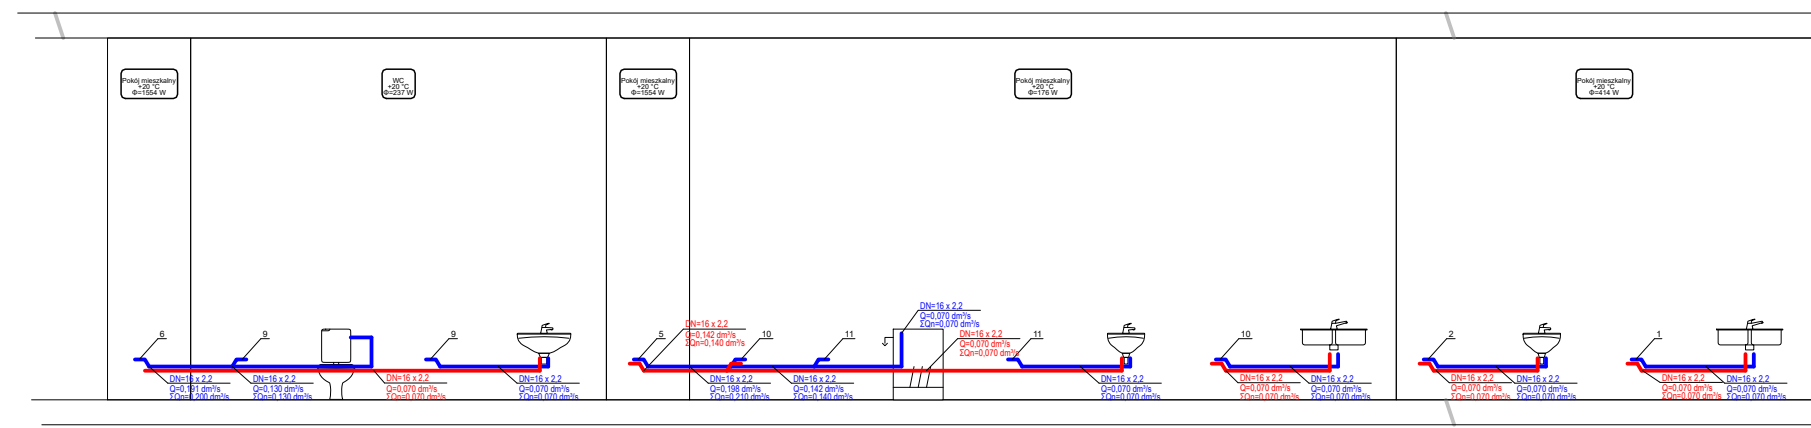 Pokój mieszkalny
+20 °C
Φ=1554 W
WC
+20 °C
Φ=237 W
Pokój mieszkalny
+20 °C
Φ=1554 W
Pokój mieszkalny
+20 °C
Φ=176 W
Pokój mieszkalny
+20 °C
Φ=414 W
6
9
9
5
DN=16 x 2,2
Q=0,142 dm³/s
ΣQn=0,140 dm³/s
10
11
DN=16 x 2,2
Q=0,070 dm³/s
ΣQn=0,070 dm³/s
DN=16 x 2,2
Q=0,070 dm³/s
ΣQn=0,070 dm³/s
11
10
2
1
DN=16 x 2,2
Q=0,191 dm³/s
ΣQn=0,200 dm³/s
DN=16 x 2,2
Q=0,130 dm³/s
ΣQn=0,130 dm³/s
DN=16 x 2,2
Q=0,070 dm³/s
ΣQn=0,070 dm³/s
DN=16 x 2,2
Q=0,070 dm³/s
ΣQn=0,070 dm³/s
DN=16 x 2,2
Q=0,198 dm³/s
ΣQn=0,210 dm³/s
DN=16 x 2,2
Q=0,142 dm³/s
ΣQn=0,140 dm³/s
DN=16 x 2,2
Q=0,070 dm³/s
ΣQn=0,070 dm³/s
DN=16 x 2,2
Q=0,070 dm³/s
ΣQn=0,070 dm³/s
DN=16 x 2,2
Q=0,070 dm³/s
ΣQn=0,070 dm³/s
DN=16 x 2,2
Q=0,070 dm³/s
ΣQn=0,070 dm³/s
DN=16 x 2,2
Q=0,070 dm³/s
ΣQn=0,070 dm³/s
DN=16 x 2,2
Q=0,070 dm³/s
ΣQn=0,070 dm³/s
DN=16 x 2,2
Q=0,070 dm³/s
ΣQn=0,070 dm³/s